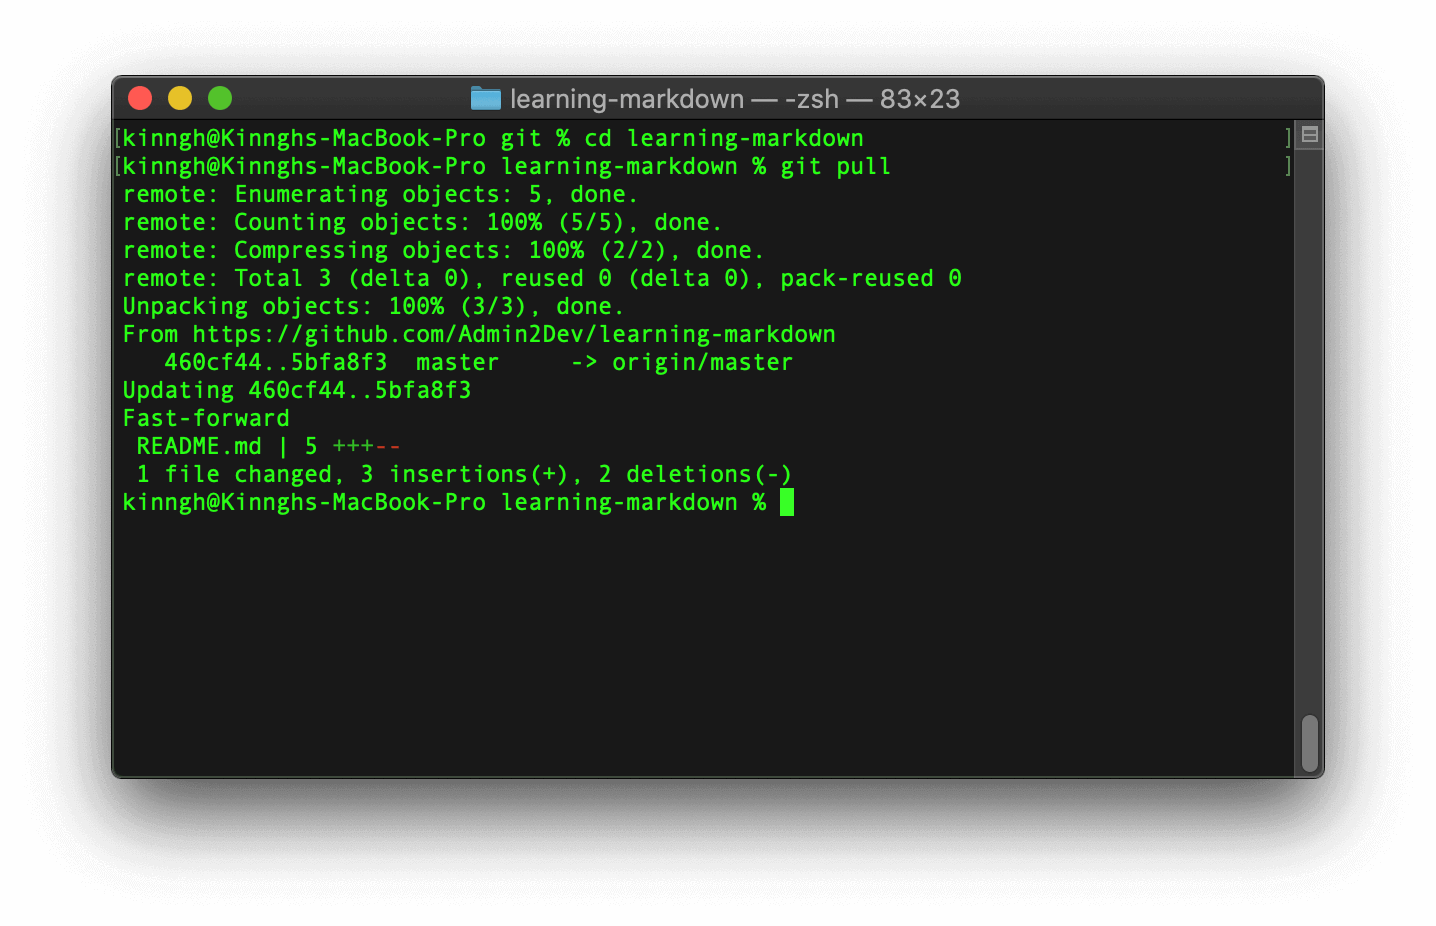 learning-markdown — -zsh — 83×23
[kinngh@Kinnghs-MacBook-Pro git % cd learning-markdown ]
[kinngh@Kinnghs-MacBook-Pro learning-markdown % git pull ]
remote: Enumerating objects: 5, done.
remote: Counting objects: 100% (5/5), done.
remote: Compressing objects: 100% (2/2), done.
remote: Total 3 (delta 0), reused 0 (delta 0), pack-reused 0
Unpacking objects: 100% (3/3), done.
From https://github.com/Admin2Dev/learning-markdown
   460cf44..5bfa8f3  master     -> origin/master
Updating 460cf44..5bfa8f3
Fast-forward
 README.md | 5 +++--
 1 file changed, 3 insertions(+), 2 deletions(-)
kinngh@Kinnghs-MacBook-Pro learning-markdown %